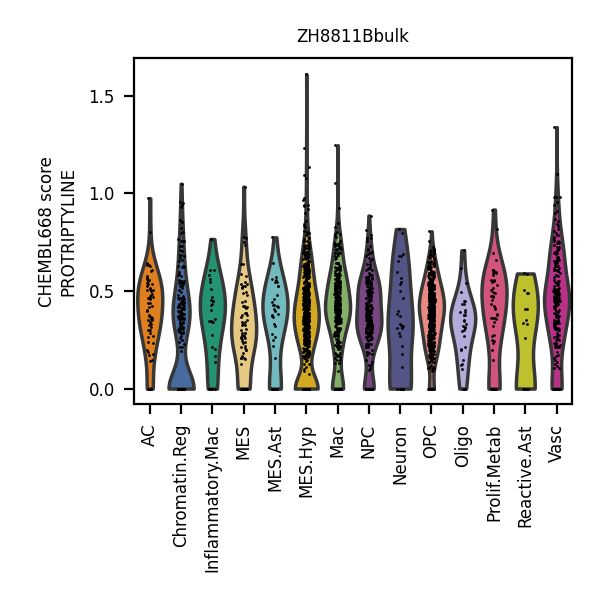 ZH8811Bbulk
CHEMBL668 score
PROTRIPTYLINE
1.5
1.0
0.5
0.0
AC
Chromatin.Reg
Inflammatory.Mac
MES
MES.Ast
MES.Hyp
Mac
NPC
Neuron
OPC
Oligo
Prolif.Metab
Reactive.Ast
Vasc